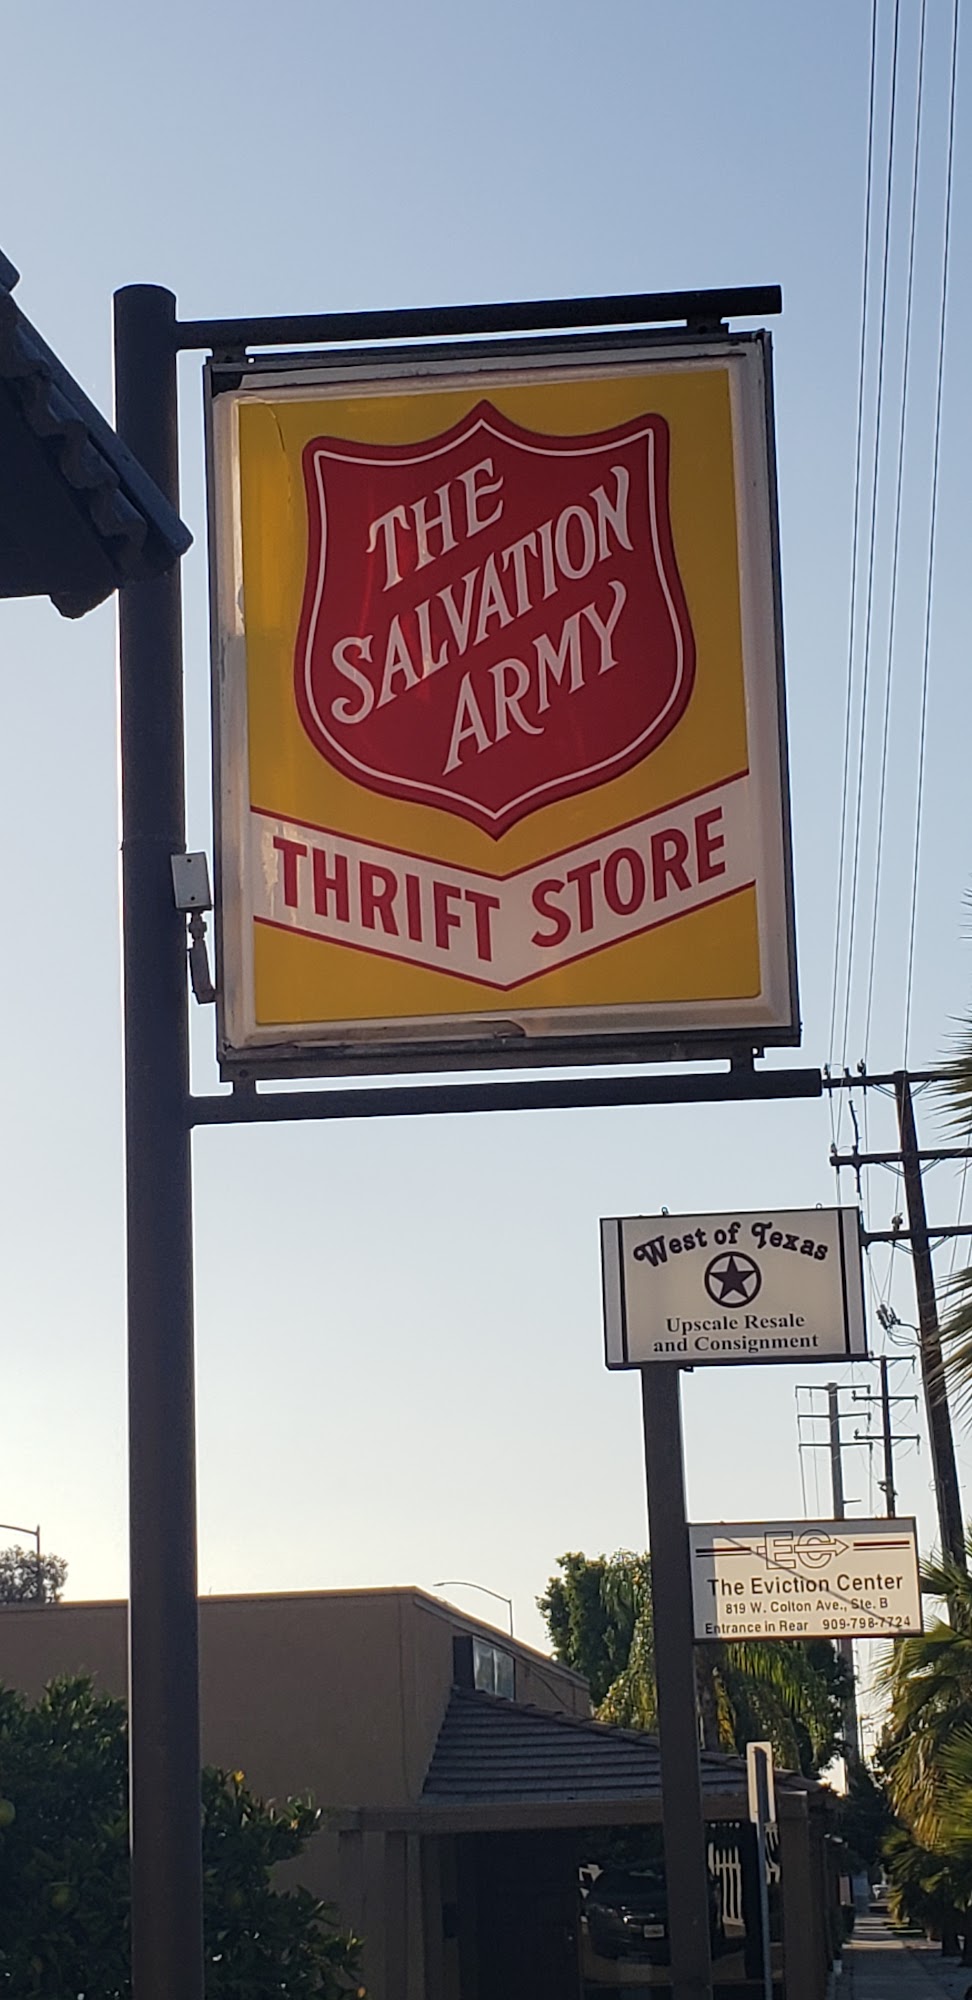 THE
SALVATION
ARMY
THRIFT STORE
West of Texas
Upscale Resale
and Consignment
EC
The Eviction Center
819 W. Colton Ave., Ste. B
Entrance in Rear 909-798-7724